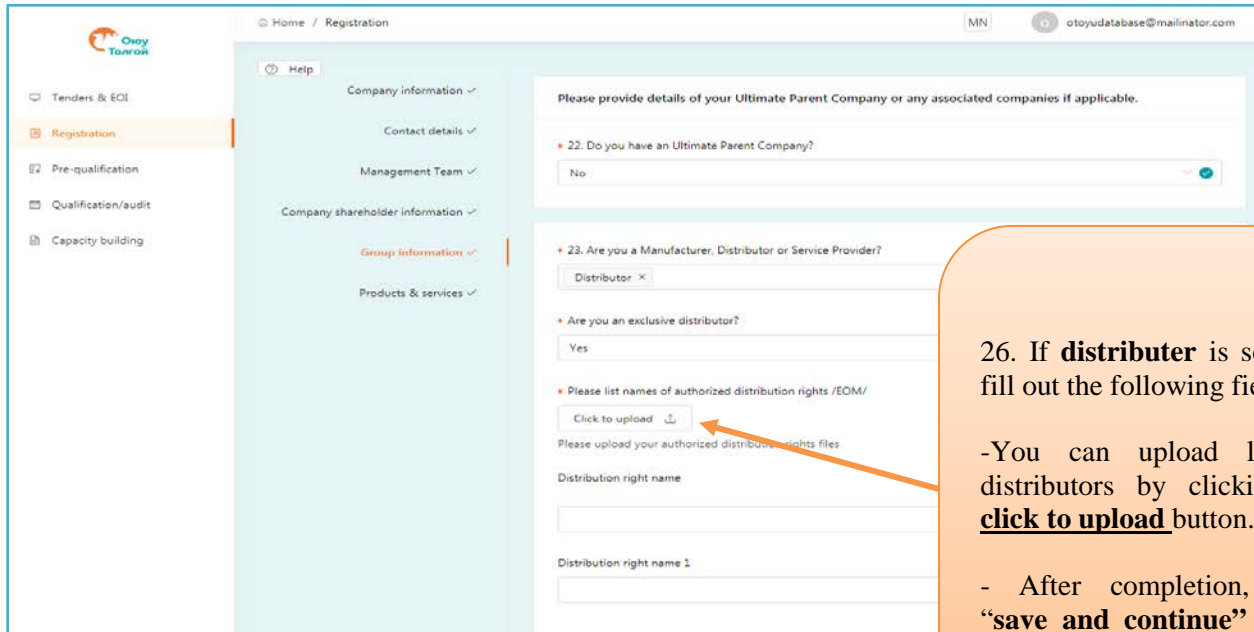 Оюу
Толгой
Home / Registration
MN
otoyudatabase@mailinator.com
Help
Tenders & EOI
Registration
Pre-qualification
Qualification/audit
Capacity building
Company information
Contact details
Management Team
Company shareholder information
Group information
Products & services
Please provide details of your Ultimate Parent Company or any associated companies if applicable.
* 22. Do you have an Ultimate Parent Company?
No
* 23. Are you a Manufacturer, Distributor or Service Provider?
Distributor ×
* Are you an exclusive distributor?
Yes
* Please list names of authorized distribution rights /EOM/
Click to upload
Please upload your authorized distribution rights files
Distribution right name
Distribution right name 1
26. If distributer is
fill out the following
-You can upload
distributors by
click to upload button.
- After completion,
“save and continue”